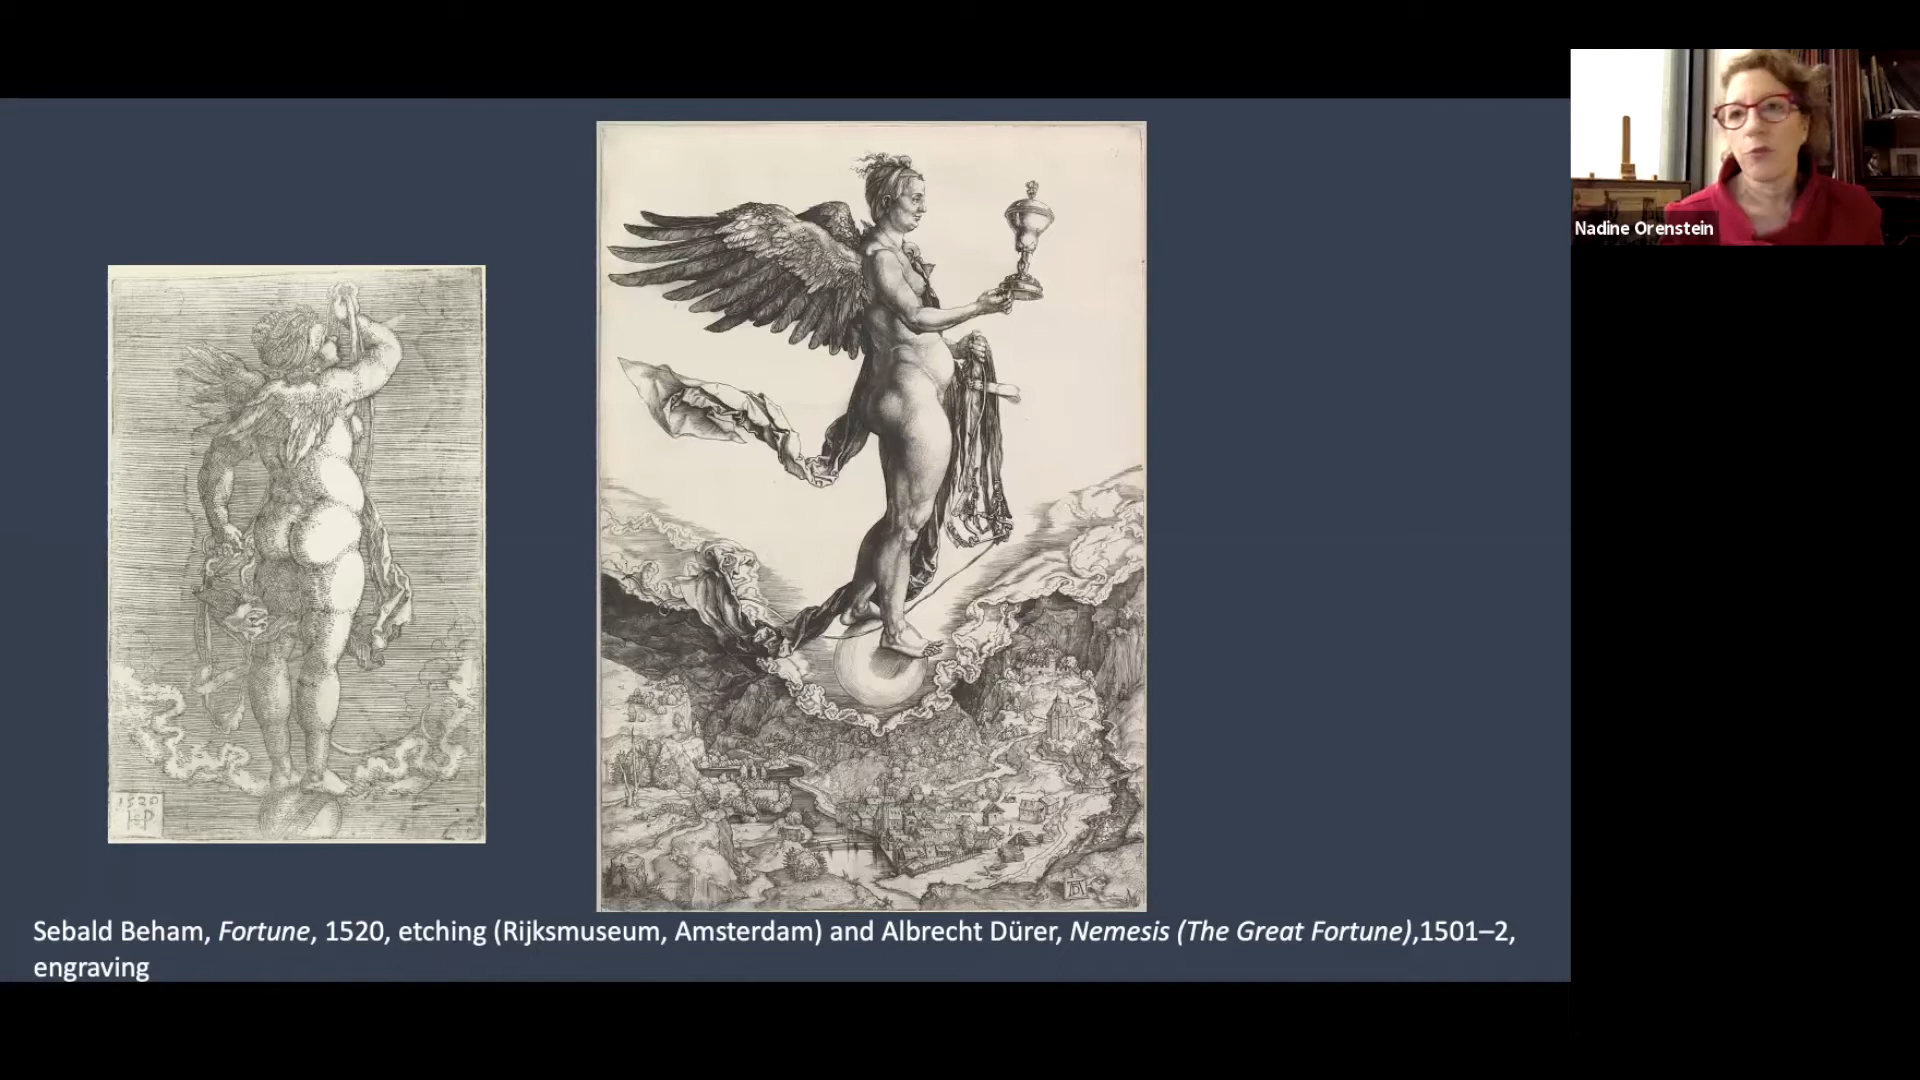 Nadine Orenstein
1520
HSP
Sebald Beham, Fortune, 1520, etching (Rijksmuseum, Amsterdam) and Albrecht Dürer, Nemesis (The Great Fortune),1501–2,
engraving